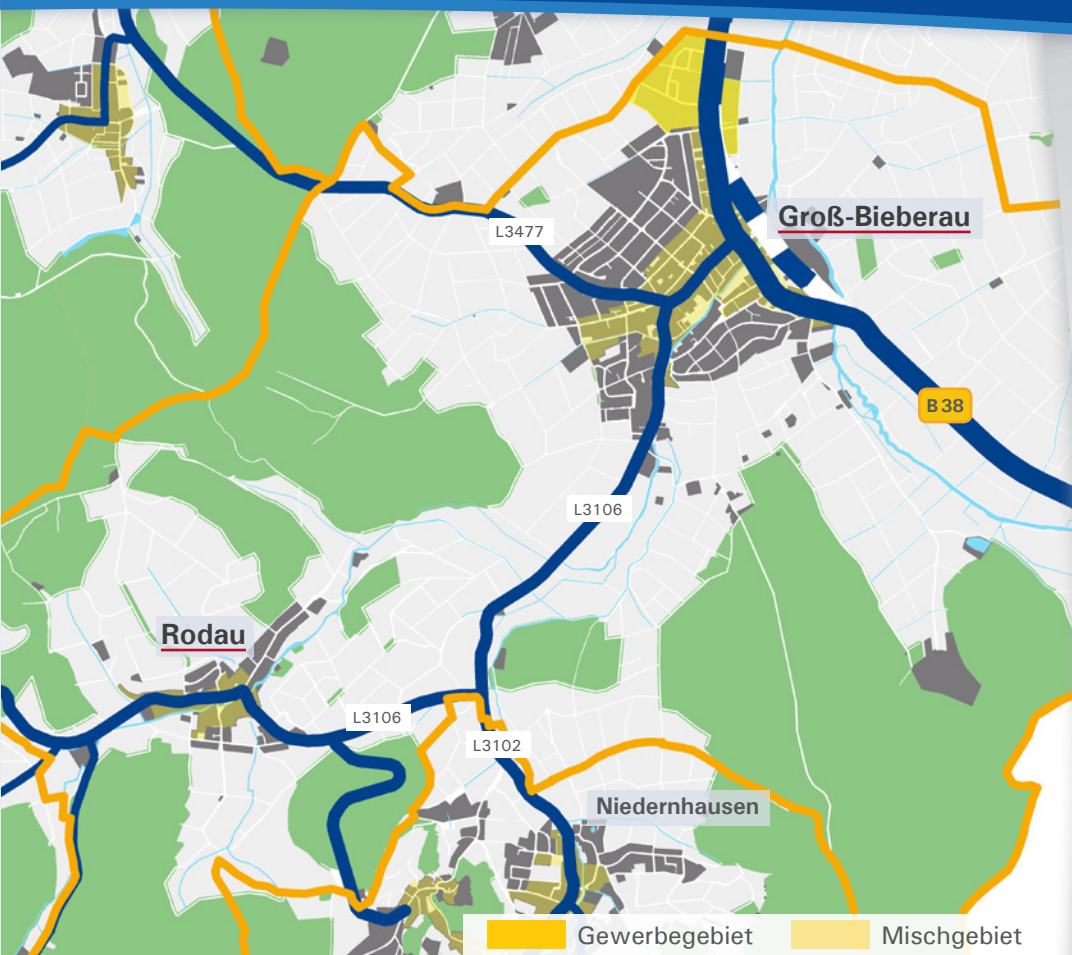 L3477
Groß-Bieberau
B 38
L3106
Rodau
L3106
L3102
Niedernhausen
Gewerbegebiet
Mischgebiet